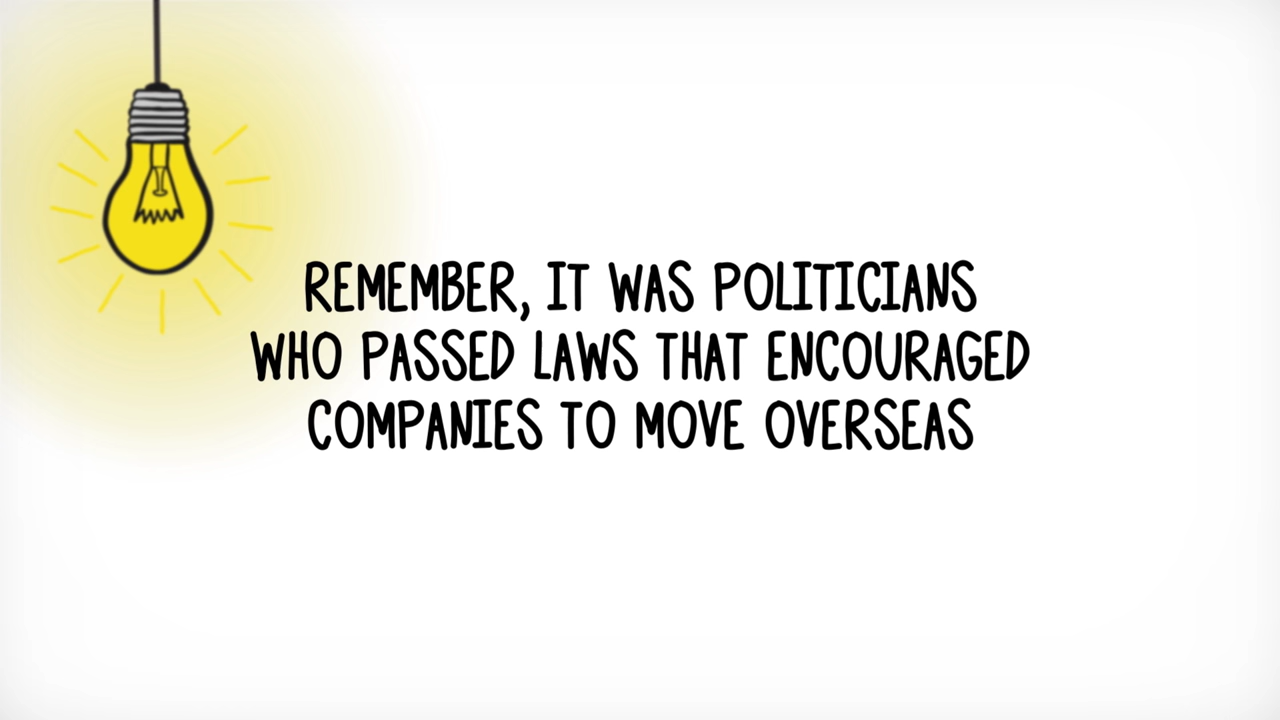 REMEMBER, IT WAS POLITICIANS
WHO PASSED LAWS THAT ENCOURAGED
COMPANIES TO MOVE OVERSEAS